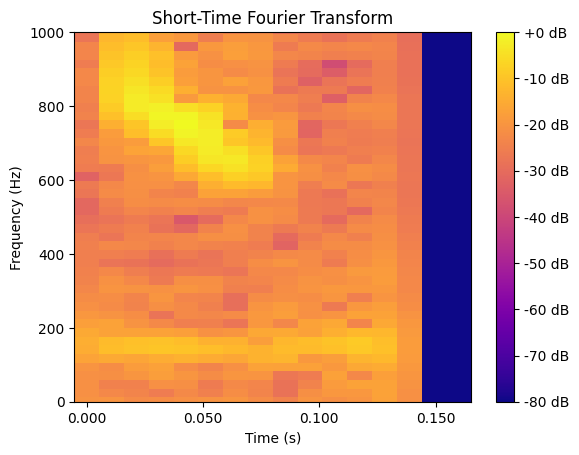 Short-Time Fourier Transform
1000
800
600
400
200
0
Frequency (Hz)
0.000
0.050
0.100
0.150
Time (s)
+0 dB
-10 dB
-20 dB
-30 dB
-40 dB
-50 dB
-60 dB
-70 dB
-80 dB